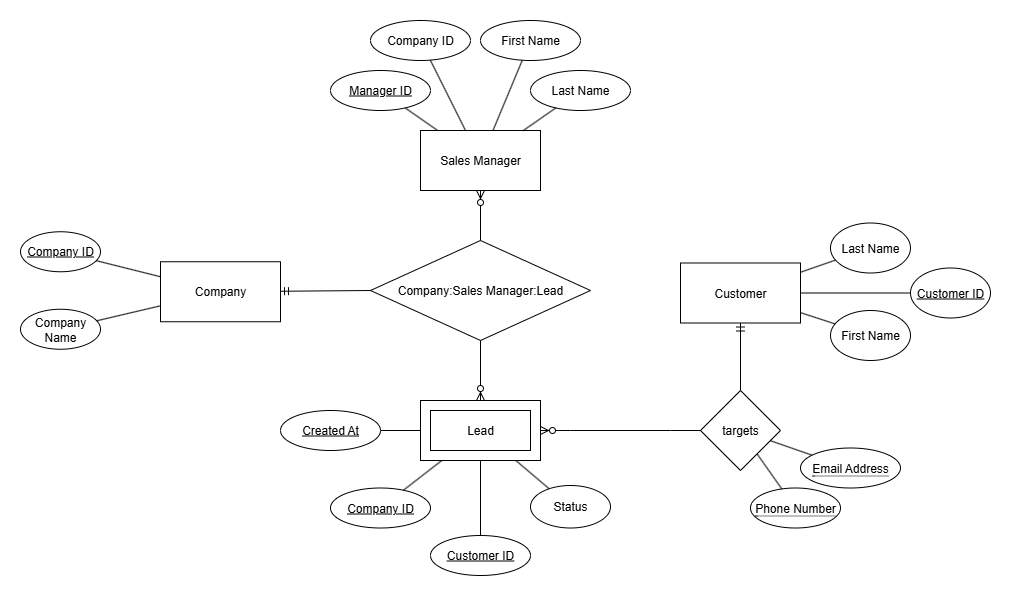 Company ID
First Name
Manager ID
Last Name
Sales Manager
Company ID
Company
Company
Name
Company:Sales Manager:Lead
Customer
Last Name
Customer ID
First Name
Created At
Lead
targets
Email Address
Phone Number
Company ID
Status
Customer ID